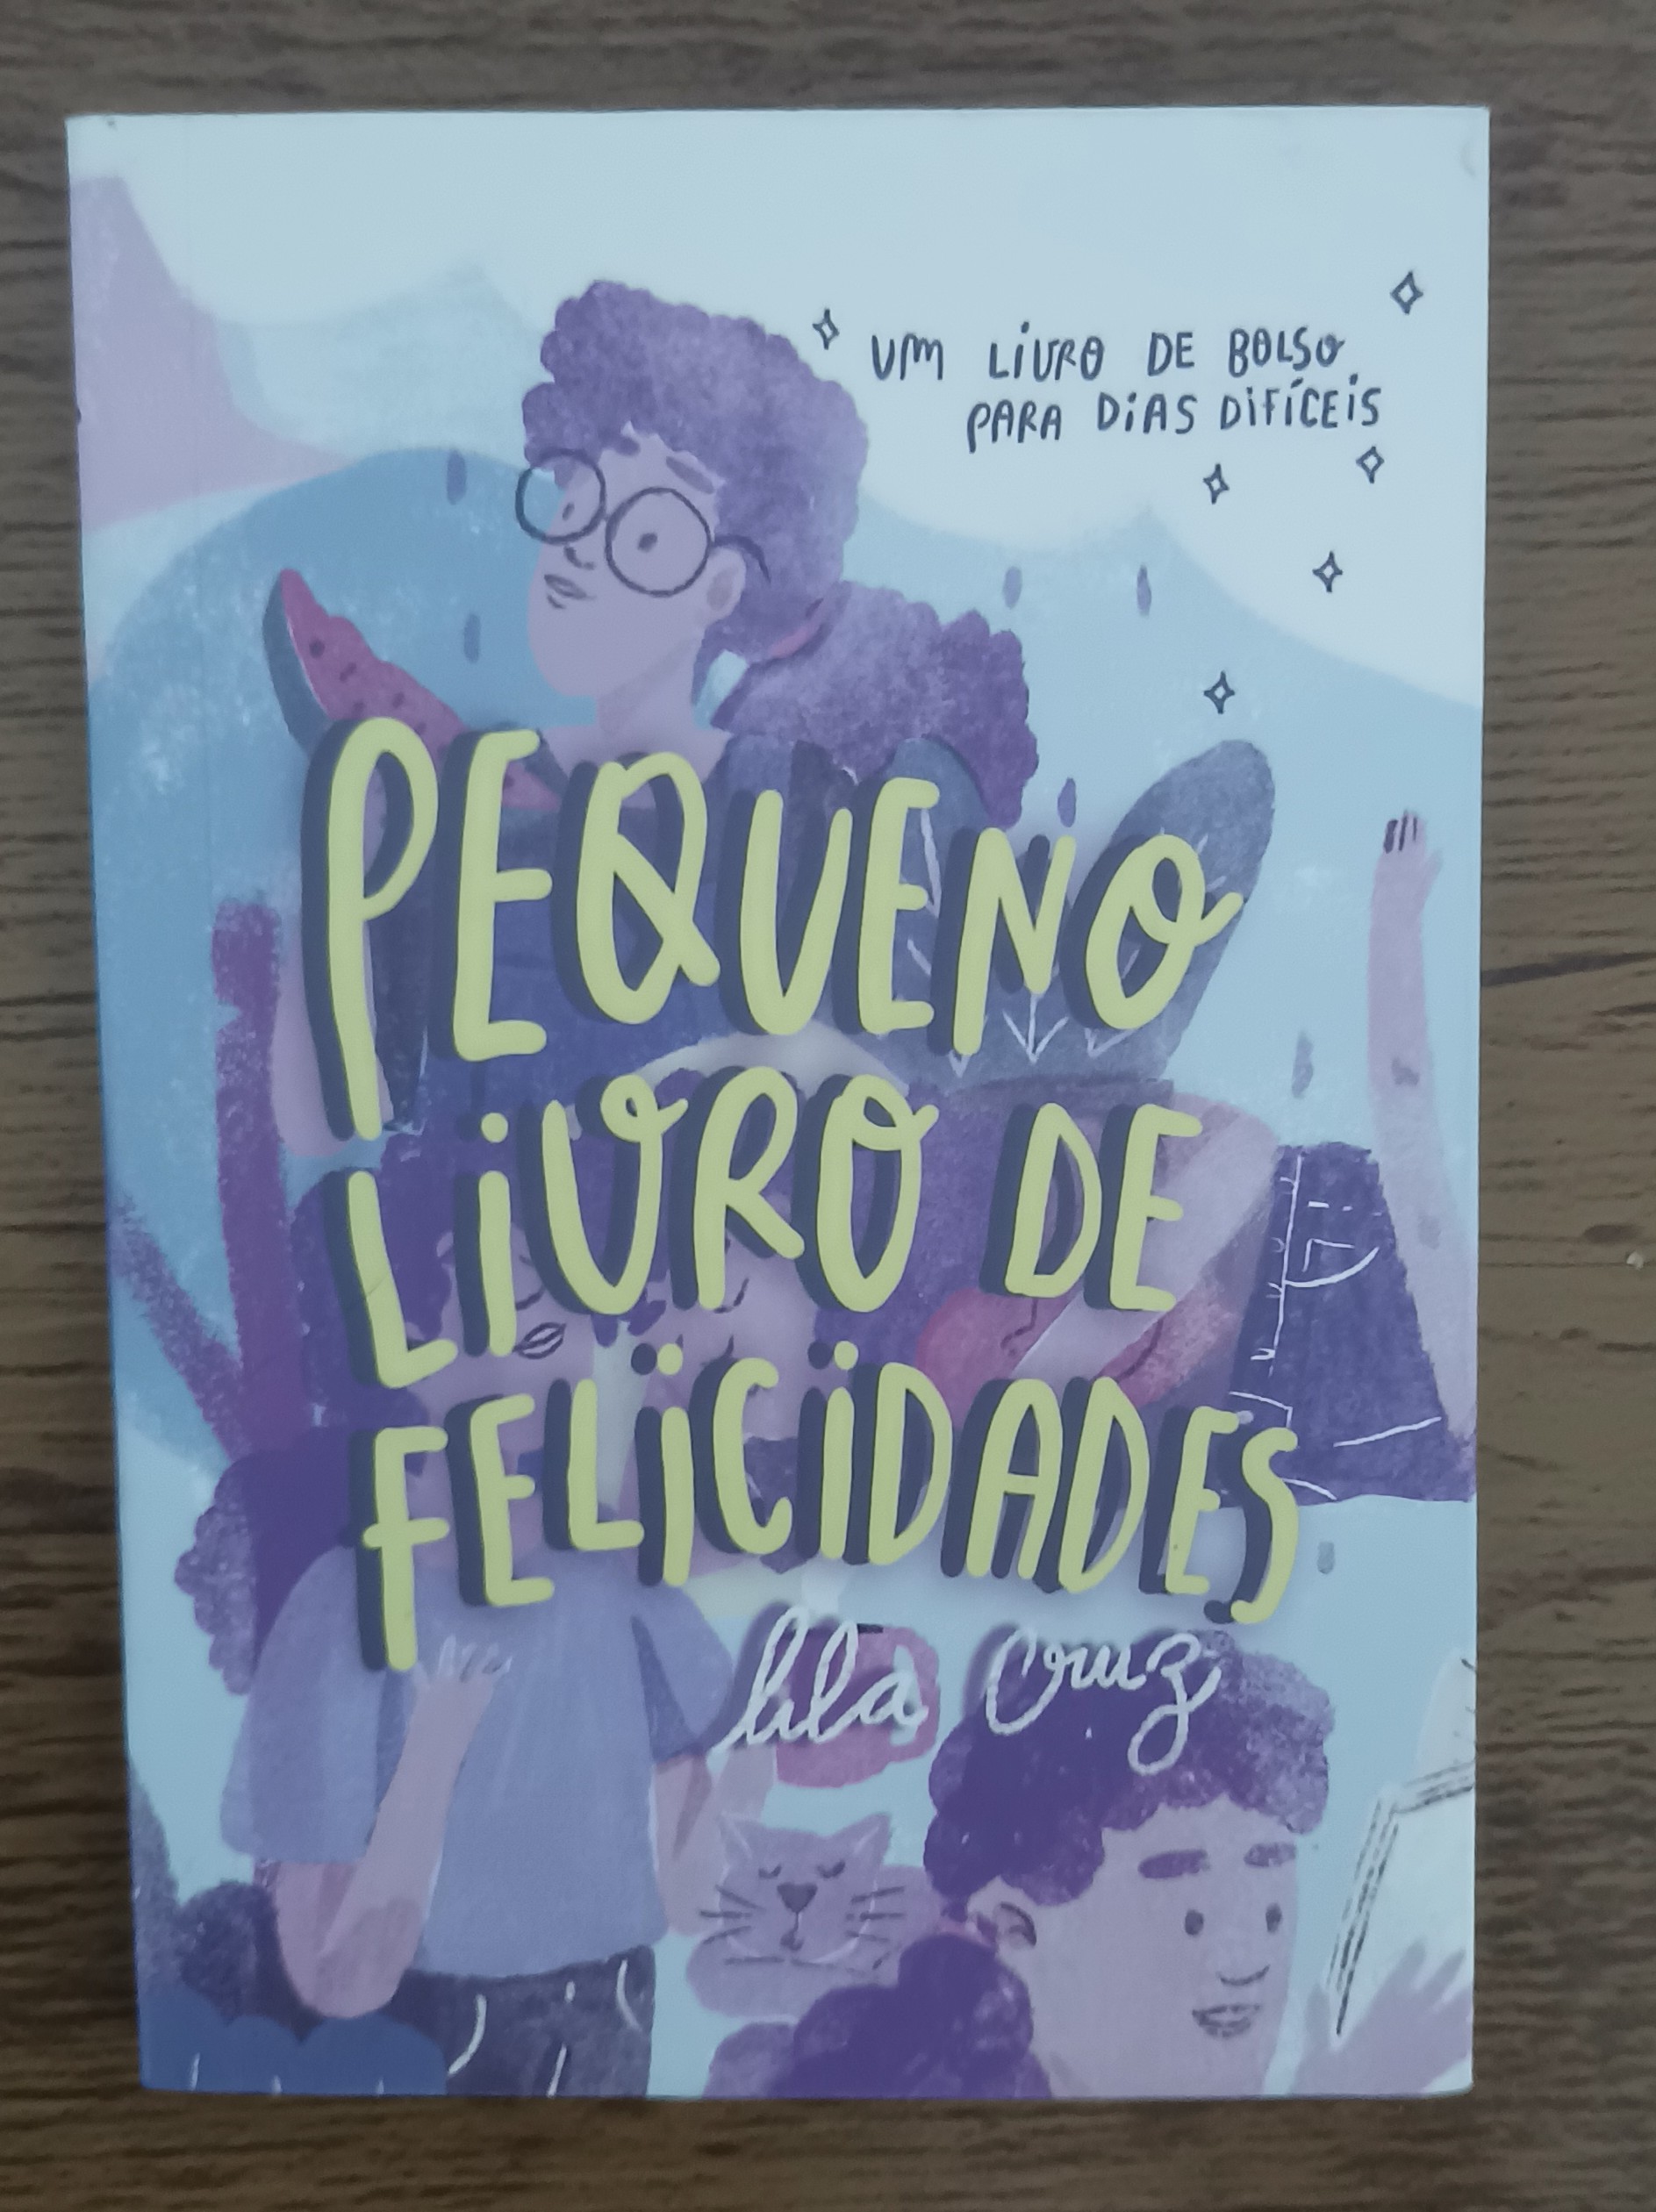 UM LIVRO DE BOLSO
PARA DIAS DIFÍCEIS
PEQUENO
LIVRO DE
FELICIDADES
lila cruz